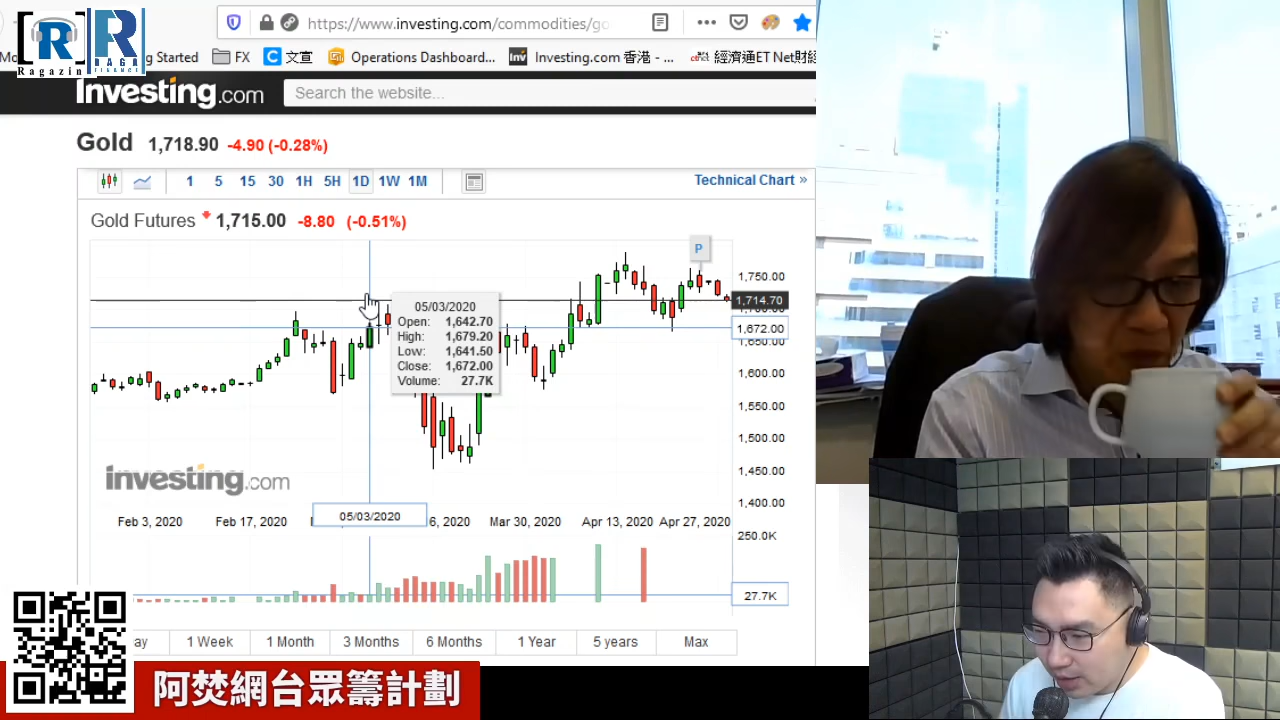 [R]
Ragazin
R
RAGA
FINANCE
https://www.investing.com/commodities/go
ng Started
FX
文宣
Operations Dashboard...
Inv
Investing.com 香港 - ...
經濟通ET Net財經
Investing.com
Search the website...
Gold 1,718.90 -4.90 (-0.28%)
1 5 15 30 1H 5H 1D 1W 1M
Technical Chart »
Gold Futures 1,715.00 -8.80 (-0.51%)
P
1,750.00
1,714.70
1,700.00
1,672.00
1,650.00
1,600.00
1,550.00
1,500.00
1,450.00
1,400.00
05/03/2020
Open: 1,642.70
High: 1,679.20
Low: 1,641.50
Close: 1,672.00
Volume: 27.7K
Investing.com
05/03/2020
Feb 3, 2020 Feb 17, 2020 6, 2020 Mar 30, 2020 Apr 13, 2020 Apr 27, 2020
250.0K
27.7K
ay 1 Week 1 Month 3 Months 6 Months 1 Year 5 years Max
阿焚網台眾籌計劃